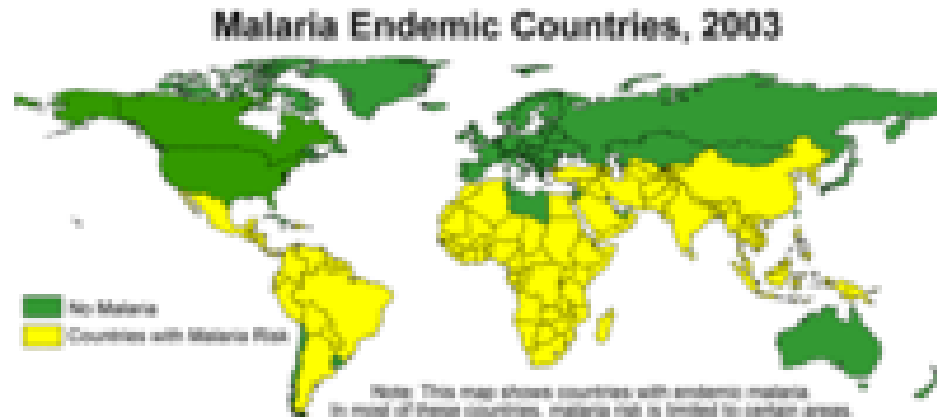 Malaria Endemic Countries, 2003
No Malaria
Countries with Malaria Risk
Note: This map shows countries with endemic malaria.
In most of these countries, malaria risk is limited to certain areas.